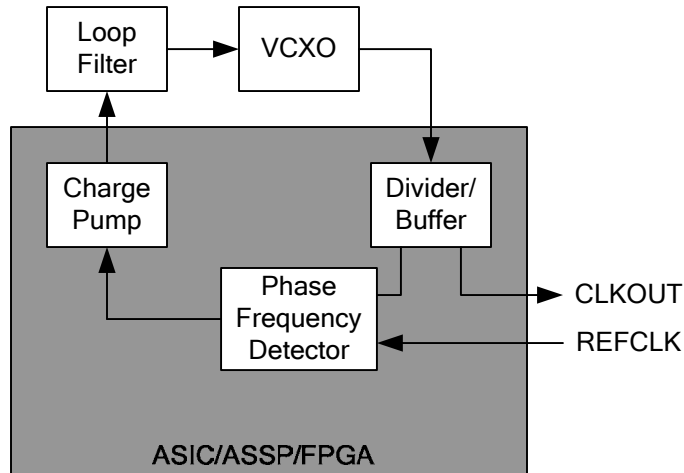 Loop
Filter
VCXO
Charge
Pump
Divider/
Buffer
Phase
Frequency
Detector
CLKOUT
REFCLK
ASIC/ASSP/FPGA